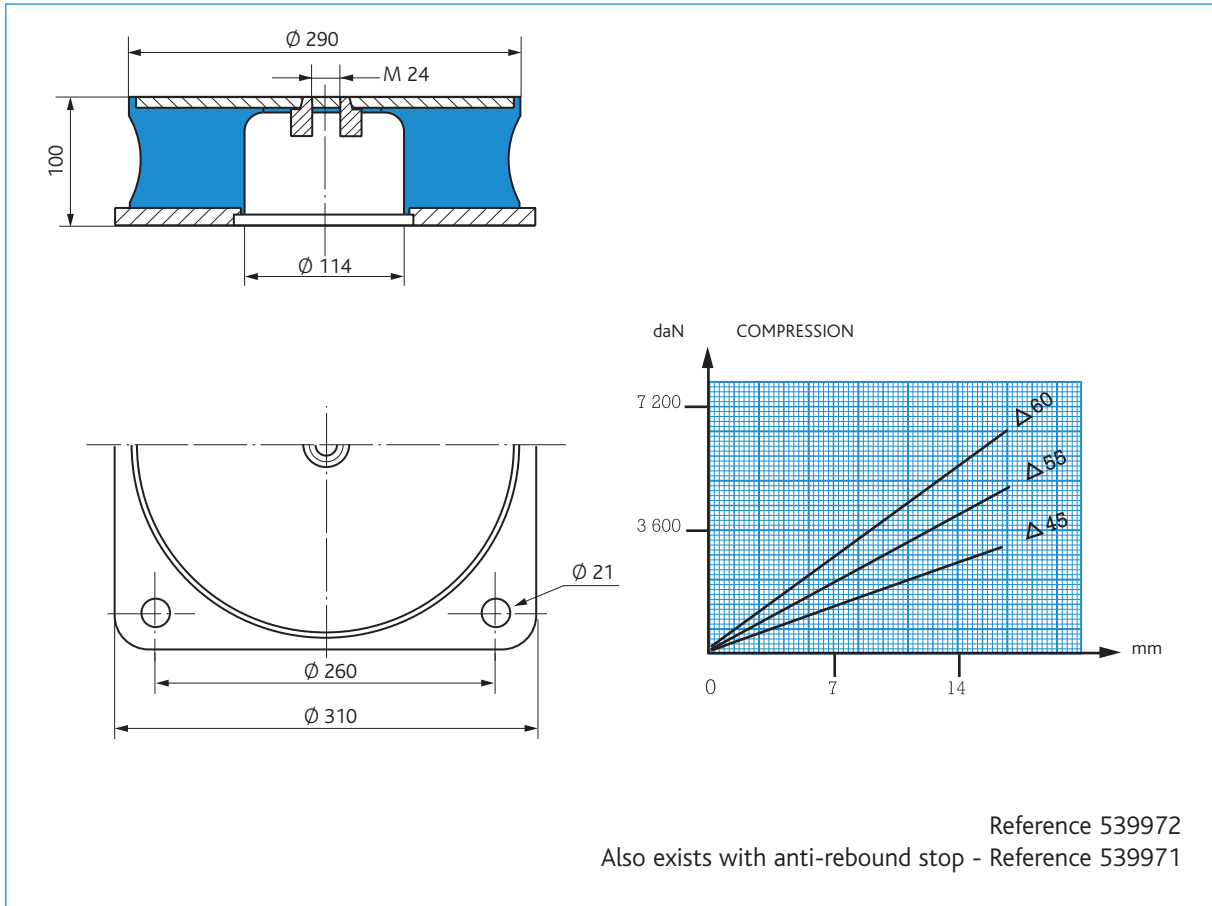 Ø 290
M 24
100
Ø 114
Ø 21
Ø 260
Ø 310
daN COMPRESSION
7 200
3 600
△ 60
△ 55
△ 45
mm
0 7 14
Reference 539972
Also exists with anti-rebound stop - Reference 539971